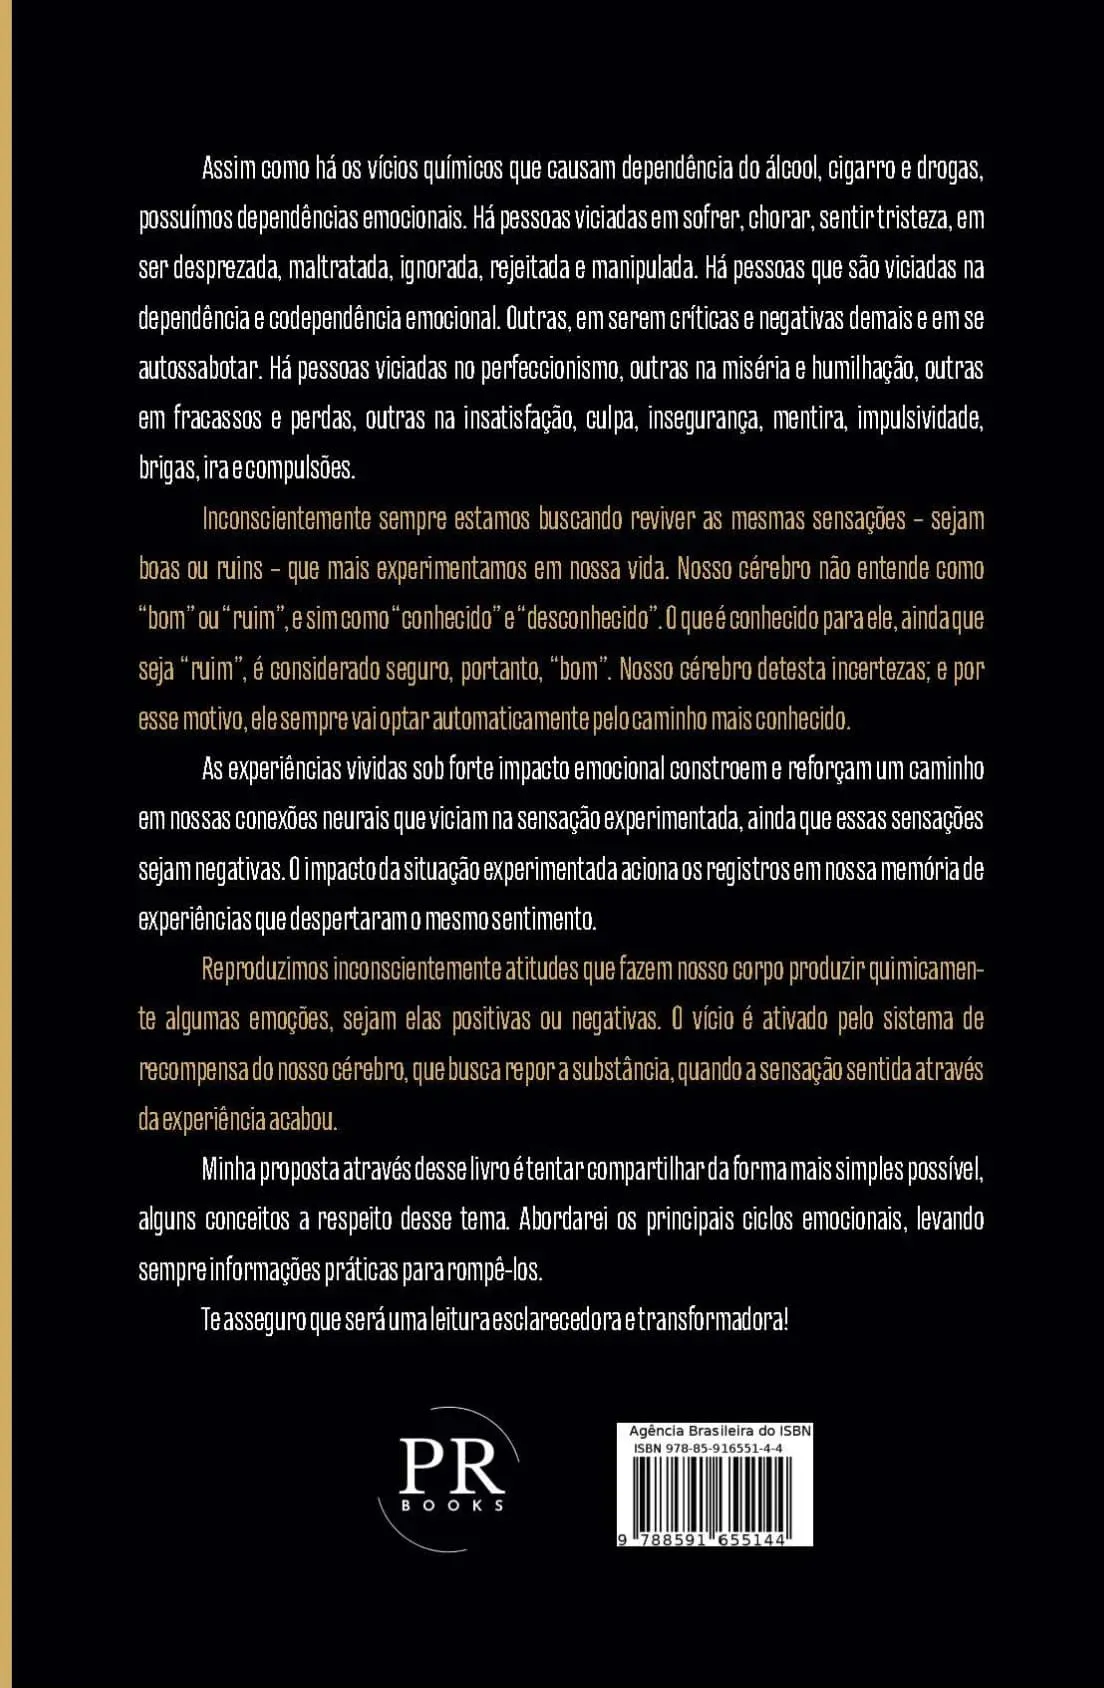 Assim como há os vícios químicos que causam dependência do álcool, cigarro e drogas,
possuímos dependências emocionais. Há pessoas viciadas em sofrer, chorar, sentir tristeza, em
ser desprezada, maltratada, ignorada, rejeitada e manipulada. Há pessoas que são viciadas na
dependência e codependência emocional. Outras, em serem críticas e negativas demais e em se
autossabotar. Há pessoas viciadas no perfeccionismo, outras na miséria e humilhação, outras
em fracassos e perdas, outras na insatisfação, culpa, insegurança, mentira, impulsividade,
brigas, ira e compulsões.
Inconscientemente sempre estamos buscando reviver as mesmas sensações – sejam
boas ou ruins – que mais experimentamos em nossa vida. Nosso cérebro não entende como
“bom” ou “ruim”, e sim como “conhecido” e “desconhecido”. O que é conhecido para ele, ainda que
seja “ruim”, é considerado seguro, portanto, “bom”. Nosso cérebro detesta incertezas; e por
esse motivo, ele sempre vai optar automaticamente pelo caminho mais conhecido.
As experiências vividas sob forte impacto emocional constroem e reforçam um caminho
em nossas conexões neurais que viciam na sensação experimentada, ainda que essas sensações
sejam negativas. O impacto da situação experimentada aciona os registros em nossa memória de
experiências que despertaram o mesmo sentimento.
Reproduzimos inconscientemente atitudes que fazem nosso corpo produzir quimicamen-
te algumas emoções, sejam elas positivas ou negativas. O vício é ativado pelo sistema de
recompensa do nosso cérebro, que busca repor a substância, quando a sensação sentida através
da experiência acabou.
Minha proposta através desse livro é tentar compartilhar da forma mais simples possível,
alguns conceitos a respeito desse tema. Abordarei os principais ciclos emocionais, levando
sempre informações práticas para rompê-los.
Te asseguro que será uma leitura esclarecedora e transformadora!
PR
BOOKS
Agência Brasileira do ISBN
ISBN 978-85-916551-4-4
9 788591 655144